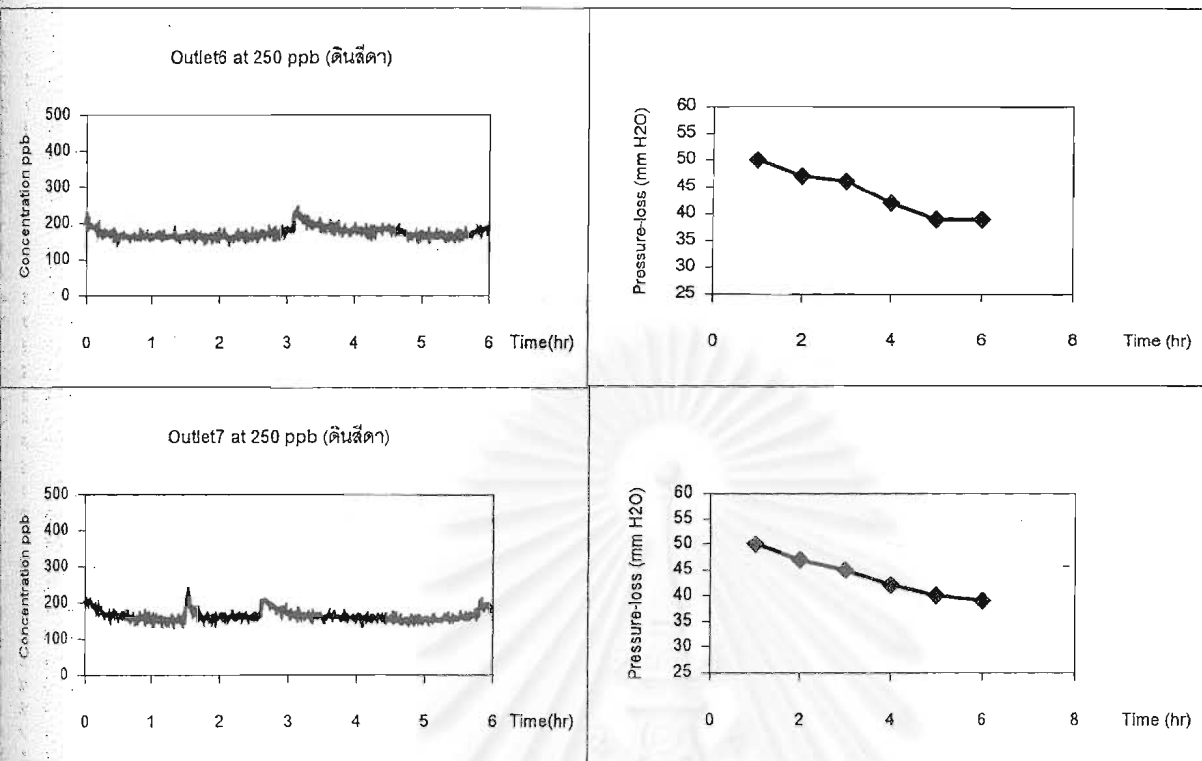 Outlet6 at 250 ppb (ดินสีดา)
Concentration ppb
500
400
300
200
100
0
0 1 2 3 4 5 6 Time(hr)
Pressure-loss (mm H2O)
60
55
50
45
40
35
30
25
0 2 4 6 8 Time (hr)
Outlet7 at 250 ppb (ดินสีดา)
Concentration ppb
500
400
300
200
100
0
0 1 2 3 4 5 6 Time(hr)
Pressure-loss (mm H2O)
60
55
50
45
40
35
30
25
0 2 4 6 8 Time (hr)